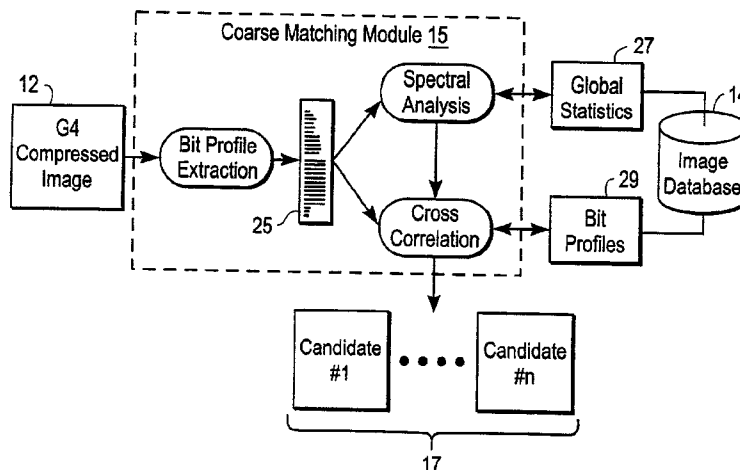 Coarse Matching Module 15
12
G4
Compressed
Image
Bit Profile
Extraction
25
Spectral
Analysis
Cross
Correlation
27
Global
Statistics
29
Bit
Profiles
14
Image
Database
Candidate
#1
Candidate
#n
17